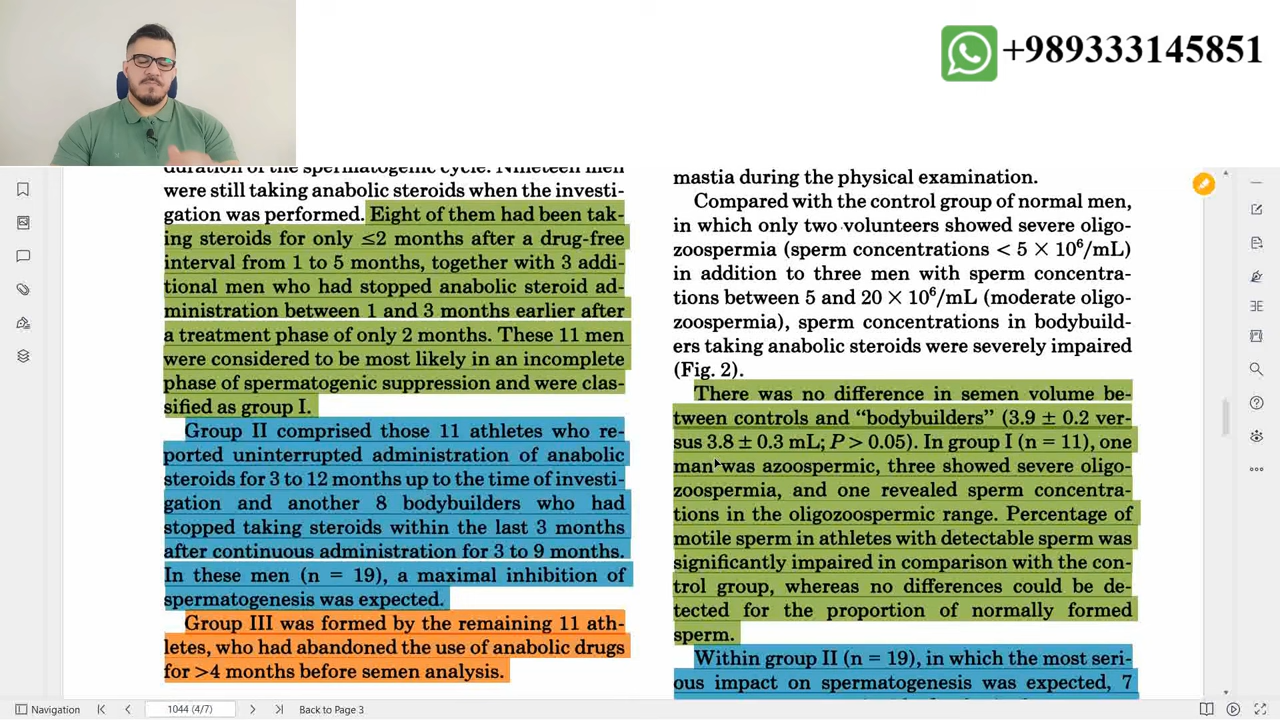 +989333145851
duration of the spermatogenic cycle. Nineteen men
were still taking anabolic steroids when the investi-
gation was performed. Eight of them had been tak-
ing steroids for only ≤2 months after a drug-free
interval from 1 to 5 months, together with 3 addi-
tional men who had stopped anabolic steroid ad-
ministration between 1 and 3 months earlier after
a treatment phase of only 2 months. These 11 men
were considered to be most likely in an incomplete
phase of spermatogenic suppression and were clas-
sified as group I.
Group II comprised those 11 athletes who re-
ported uninterrupted administration of anabolic
steroids for 3 to 12 months up to the time of investi-
gation and another 8 bodybuilders who had
stopped taking steroids within the last 3 months
after continuous administration for 3 to 9 months.
In these men (n = 19), a maximal inhibition of
spermatogenesis was expected.
Group III was formed by the remaining 11 ath-
letes, who had abandoned the use of anabolic drugs
for >4 months before semen analysis.
mastia during the physical examination.
Compared with the control group of normal men,
in which only two volunteers showed severe oligo-
zoospermia (sperm concentrations < 5 × 10⁶/mL)
in addition to three men with sperm concentra-
tions between 5 and 20 × 10⁶/mL (moderate oligo-
zoospermia), sperm concentrations in bodybuild-
ers taking anabolic steroids were severely impaired
(Fig. 2).
There was no difference in semen volume be-
tween controls and “bodybuilders” (3.9 ± 0.2 ver-
sus 3.8 ± 0.3 mL; P > 0.05). In group I (n = 11), one
man was azoospermic, three showed severe oligo-
zoospermia, and one revealed sperm concentra-
tions in the oligozoospermic range. Percentage of
motile sperm in athletes with detectable sperm was
significantly impaired in comparison with the con-
trol group, whereas no differences could be de-
tected for the proportion of normally formed
sperm.
Within group II (n = 19), in which the most seri-
ous impact on spermatogenesis was expected, 7
Navigation
1044 (4/7)
Back to Page 3